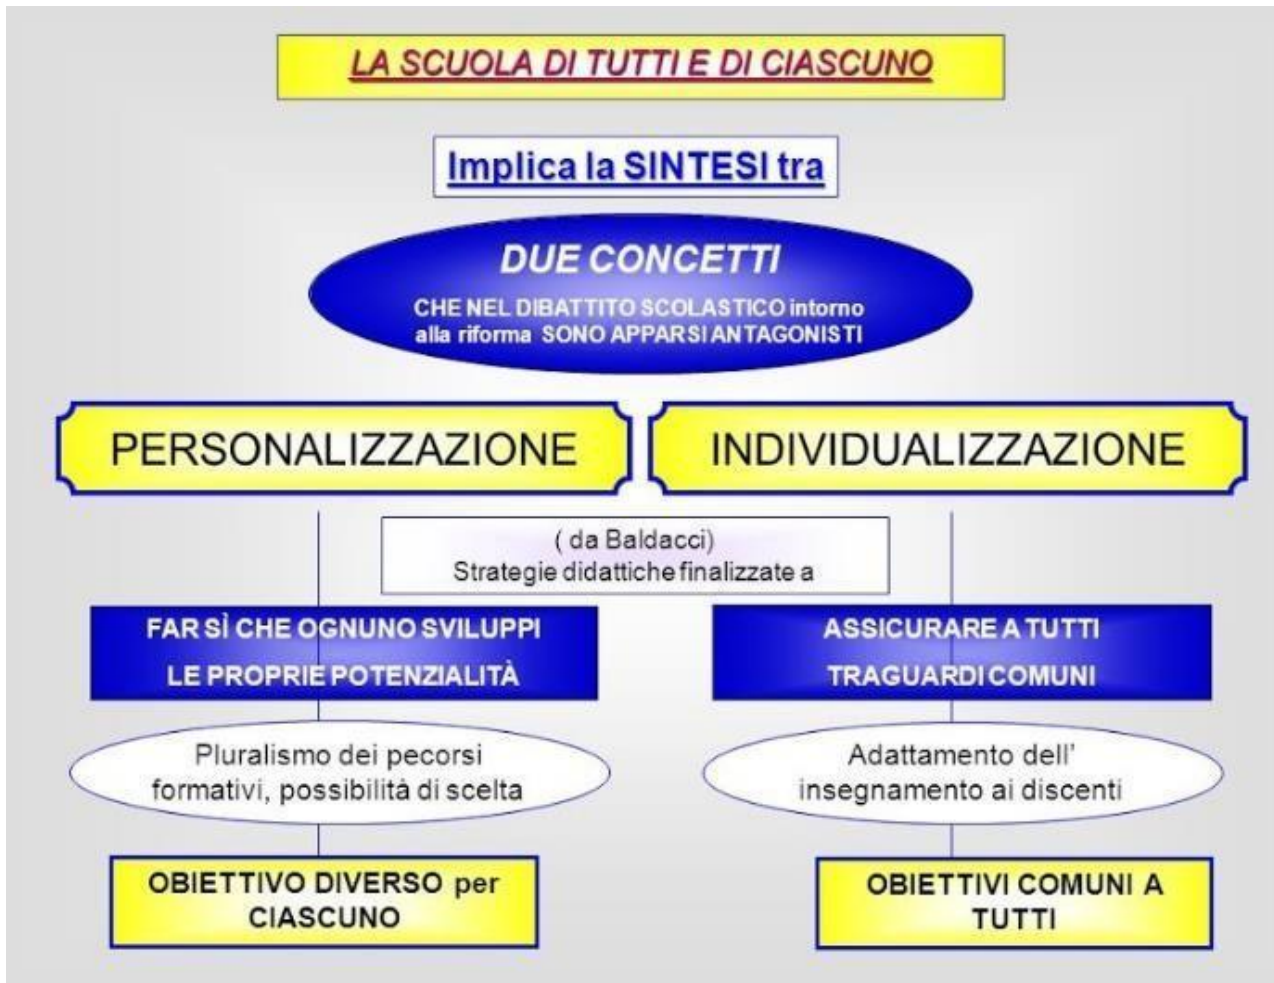 LA SCUOLA DI TUTTI E DI CIASCUNO
Implica la SINTESI tra
DUE CONCETTI
CHE NEL DIBATTITO SCOLASTICO intorno
alla riforma SONO APPARSI ANTAGONISTI
PERSONALIZZAZIONE
INDIVIDUALIZZAZIONE
( da Baldacci)
Strategie didattiche finalizzate a
FAR SÌ CHE OGNUNO SVILUPPI
LE PROPRIE POTENZIALITÀ
ASSICURARE A TUTTI
TRAGUARDI COMUNI
Pluralismo dei pecorsi
formativi, possibilità di scelta
Adattamento dell'
insegnamento ai discenti
OBIETTIVO DIVERSO per
CIASCUNO
OBIETTIVI COMUNI A
TUTTI